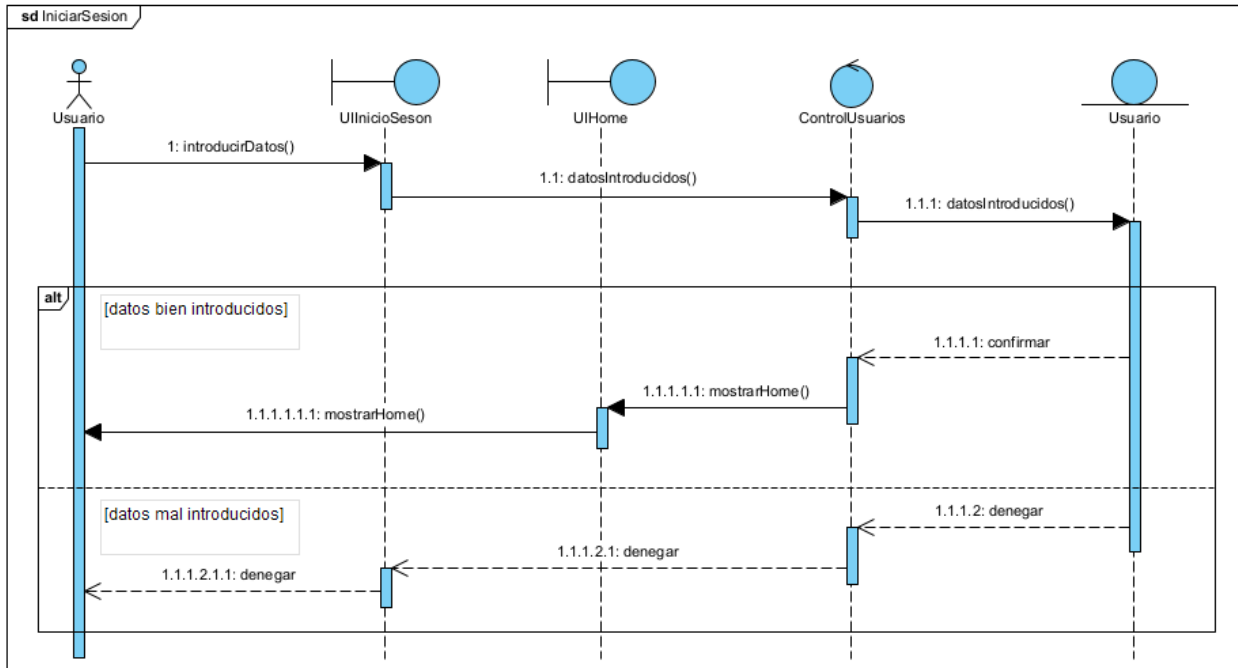 sd IniciarSesion
Usuario
UIInicioSeson
UIHome
ControlUsuarios
Usuario
1: introducirDatos()
1.1: datosIntroducidos()
1.1.1: datosIntroducidos()
alt
[datos bien introducidos]
1.1.1.1: confirmar
1.1.1.1.1: mostrarHome()
1.1.1.1.1.1: mostrarHome()
[datos mal introducidos]
1.1.1.2: denegar
1.1.1.2.1: denegar
1.1.1.2.1.1: denegar